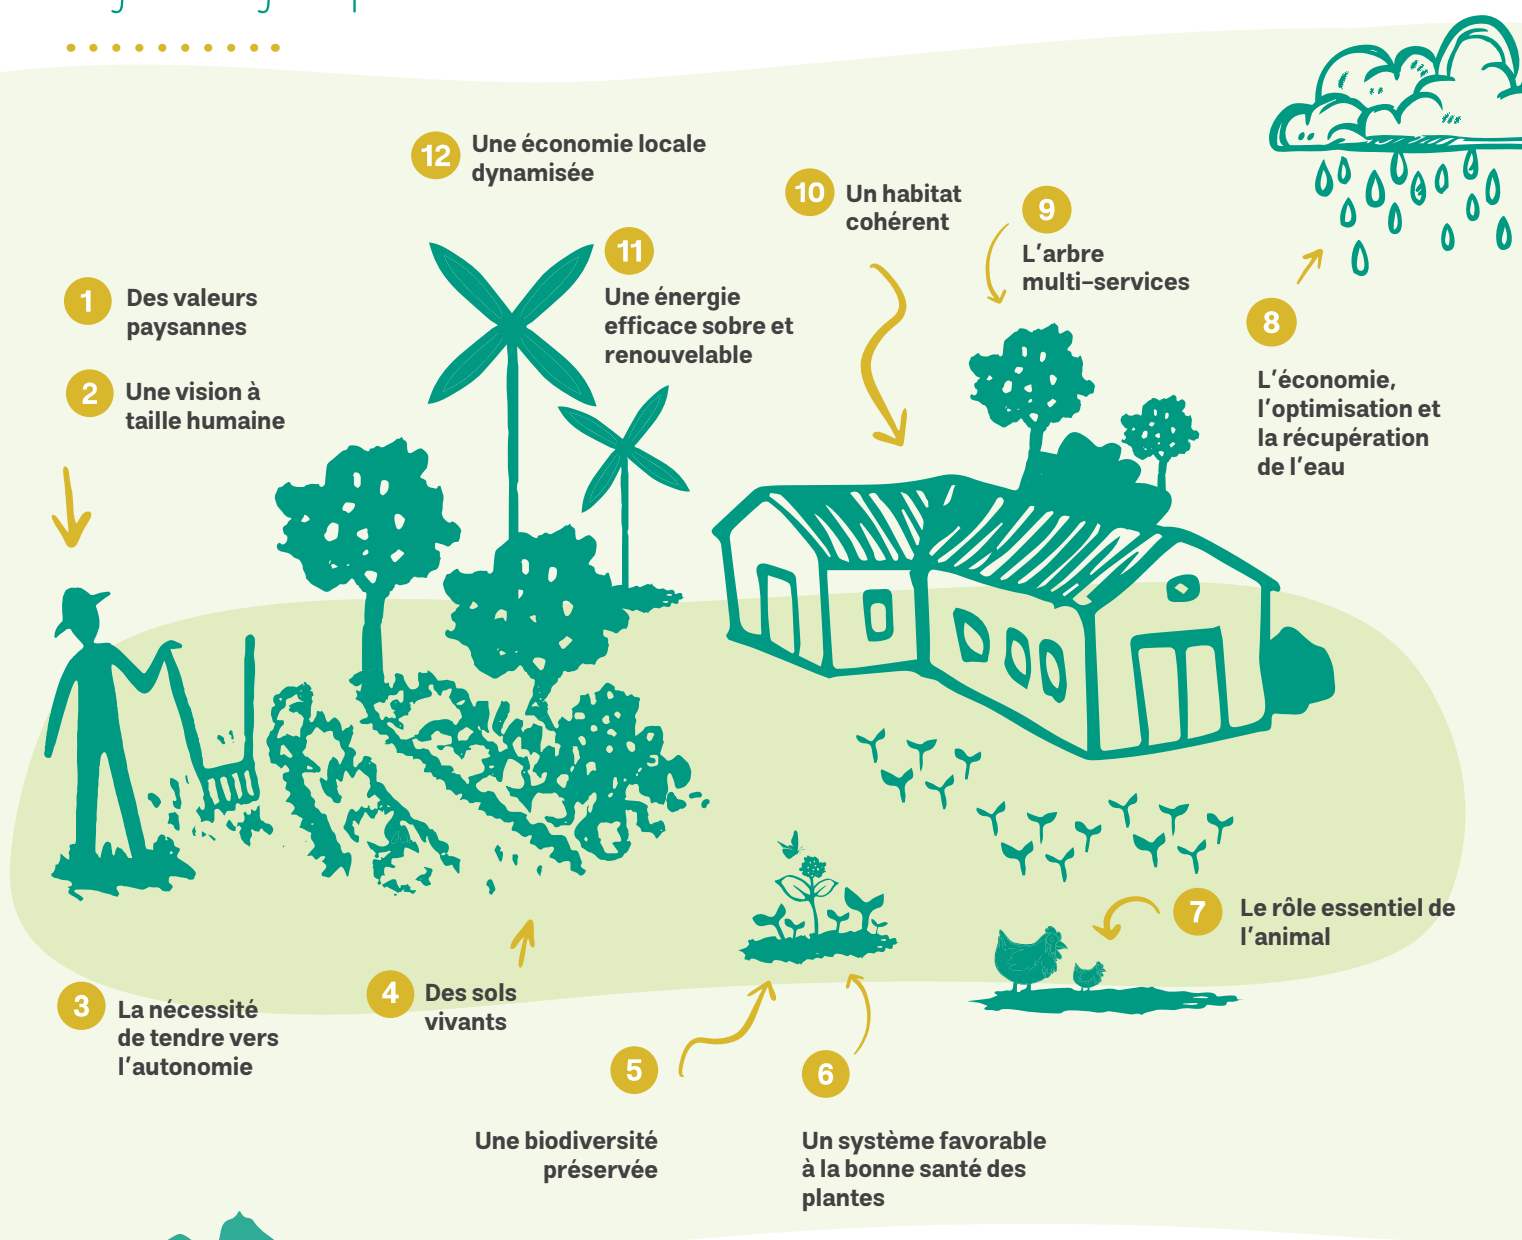 1
Des valeurs
paysannes
2
Une vision à
taille humaine
3
La nécessité
de tendre vers
l'autonomie
4
Des sols
vivants
5
Une biodiversité
préservée
6
Un système favorable
à la bonne santé des
plantes
7
Le rôle essentiel de
l'animal
8
L'économie,
l'optimisation et
la récupération
de l'eau
9
L'arbre
multi-services
10
Un habitat
cohérent
11
Une énergie
efficace sobre et
renouvelable
12
Une économie locale
dynamisée